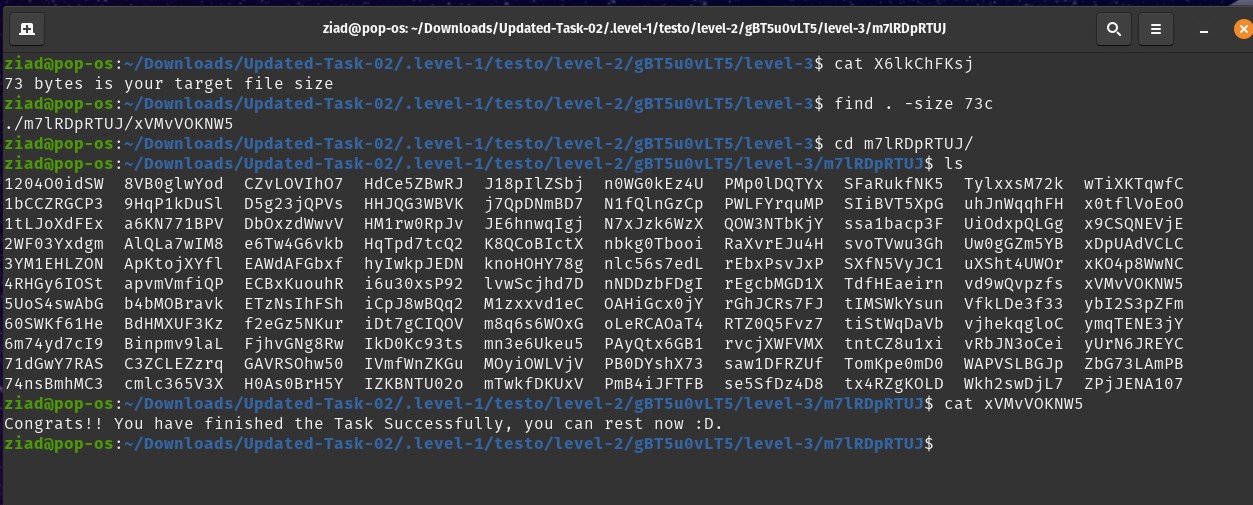 ziad@pop-os: ~/Downloads/Updated-Task-02/.level-1/testo/level-2/gBT5u0vLT5/level-3/m7lRDpRTUJ
ziad@pop-os:~/Downloads/Updated-Task-02/.level-1/testo/level-2/gBT5u0vLT5/level-3$ cat X6lkChFKsj
73 bytes is your target file size
ziad@pop-os:~/Downloads/Updated-Task-02/.level-1/testo/level-2/gBT5u0vLT5/level-3$ find . -size 73c
./m7lRDpRTUJ/xVMvVOKNW5
ziad@pop-os:~/Downloads/Updated-Task-02/.level-1/testo/level-2/gBT5u0vLT5/level-3$ cd m7lRDpRTUJ/
ziad@pop-os:~/Downloads/Updated-Task-02/.level-1/testo/level-2/gBT5u0vLT5/level-3/m7lRDpRTUJ$ ls
1204O0idSW 8VB0glwYod CZvLOVIhO7 HdCe5ZBwRJ J18pIlZSbj n0WG0kEz4U PMp0lDQTYx SFaRukfNK5 TylxxsM72k wTiXKTqwfC
1bCCZRGCP3 9HqP1kDuSl D5g23jQPVs HHJQG3WBVK j7QpDNmBD7 N1fQlnGzCp PWLFYrquMP SIiBVT5XpG uhJnWqqhFH x0tflVoEoO
1tLJoXdFEx a6KN771BPV DbOxzdWwvV HM1rw0RpJv JE6hnwqIgj N7xJzk6WzX QOW3NTbKjY ssa1bacp3F UiOdxpQLGg x9CSQNEVjE
2WF03Yxdgm AlQLa7wIM8 e6Tw4G6vkb HqTpd7tcQ2 K8QCoBIctX nbkg0Tbooi RaXvrEJu4H svoTVwu3Gh Uw0gGZm5YB xDpUAdVCLC
3YM1EHLZON ApKtojXYfl EAWdAFGbxf hyIwkpJEDN knoHOHY78g nlc56s7edL rEbxPsvJxP SXfN5VyJC1 uXSht4UWOr xKO4p8WwNC
4RHGy6IOSt apvmVmfiQP ECBxKuouhR i6u30xsP92 lvwScjhd7D nNDDzbFDgI rEgcbMGD1X TdfHEaeirn vd9wQvpzfs xVMvVOKNW5
5UoS4swAbG b4bMOBravk ETzNsIhFSh iCpJ8wBQq2 M1zxxvd1eC OAHiGcx0jY rGhJCRs7FJ tIMSWkYsun VfkLDe3f33 ybI2S3pZFm
60SWKf61He BdHMXUF3Kz f2eGz5NKur iDt7gCIQOV m8q6s6WOxG oLeRCAOaT4 RTZ0Q5Fvz7 tiStWqDaVb vjhekqgloC ymqTENE3jY
6m74yd7cI9 Binpmv9laL FjhvGNg8Rw IkD0Kc93ts mn3e6Ukeu5 PAyQtx6GB1 rvcjXWFVMX tntCZ8u1xi vRbJN3oCei yUrN6JREYC
71dGwY7RAS C3ZCLEZzrq GAVRSOhw50 IVmfWnZKGu MOyiOWLVjV PB0DYshX73 saw1DFRZUf TomKpe0mD0 WAPVSLBGJp ZbG73LAmPB
74nsBmhMC3 cmlc365V3X H0As0BrH5Y IZKBNTU02o mTwkfDKUxV PmB4iJFTFB se5SfDz4D8 tx4RZgKOLD Wkh2swDjL7 ZPjJENA107
ziad@pop-os:~/Downloads/Updated-Task-02/.level-1/testo/level-2/gBT5u0vLT5/level-3/m7lRDpRTUJ$ cat xVMvVOKNW5
Congrats!! You have finished the Task Successfully, you can rest now :D.
ziad@pop-os:~/Downloads/Updated-Task-02/.level-1/testo/level-2/gBT5u0vLT5/level-3/m7lRDpRTUJ$